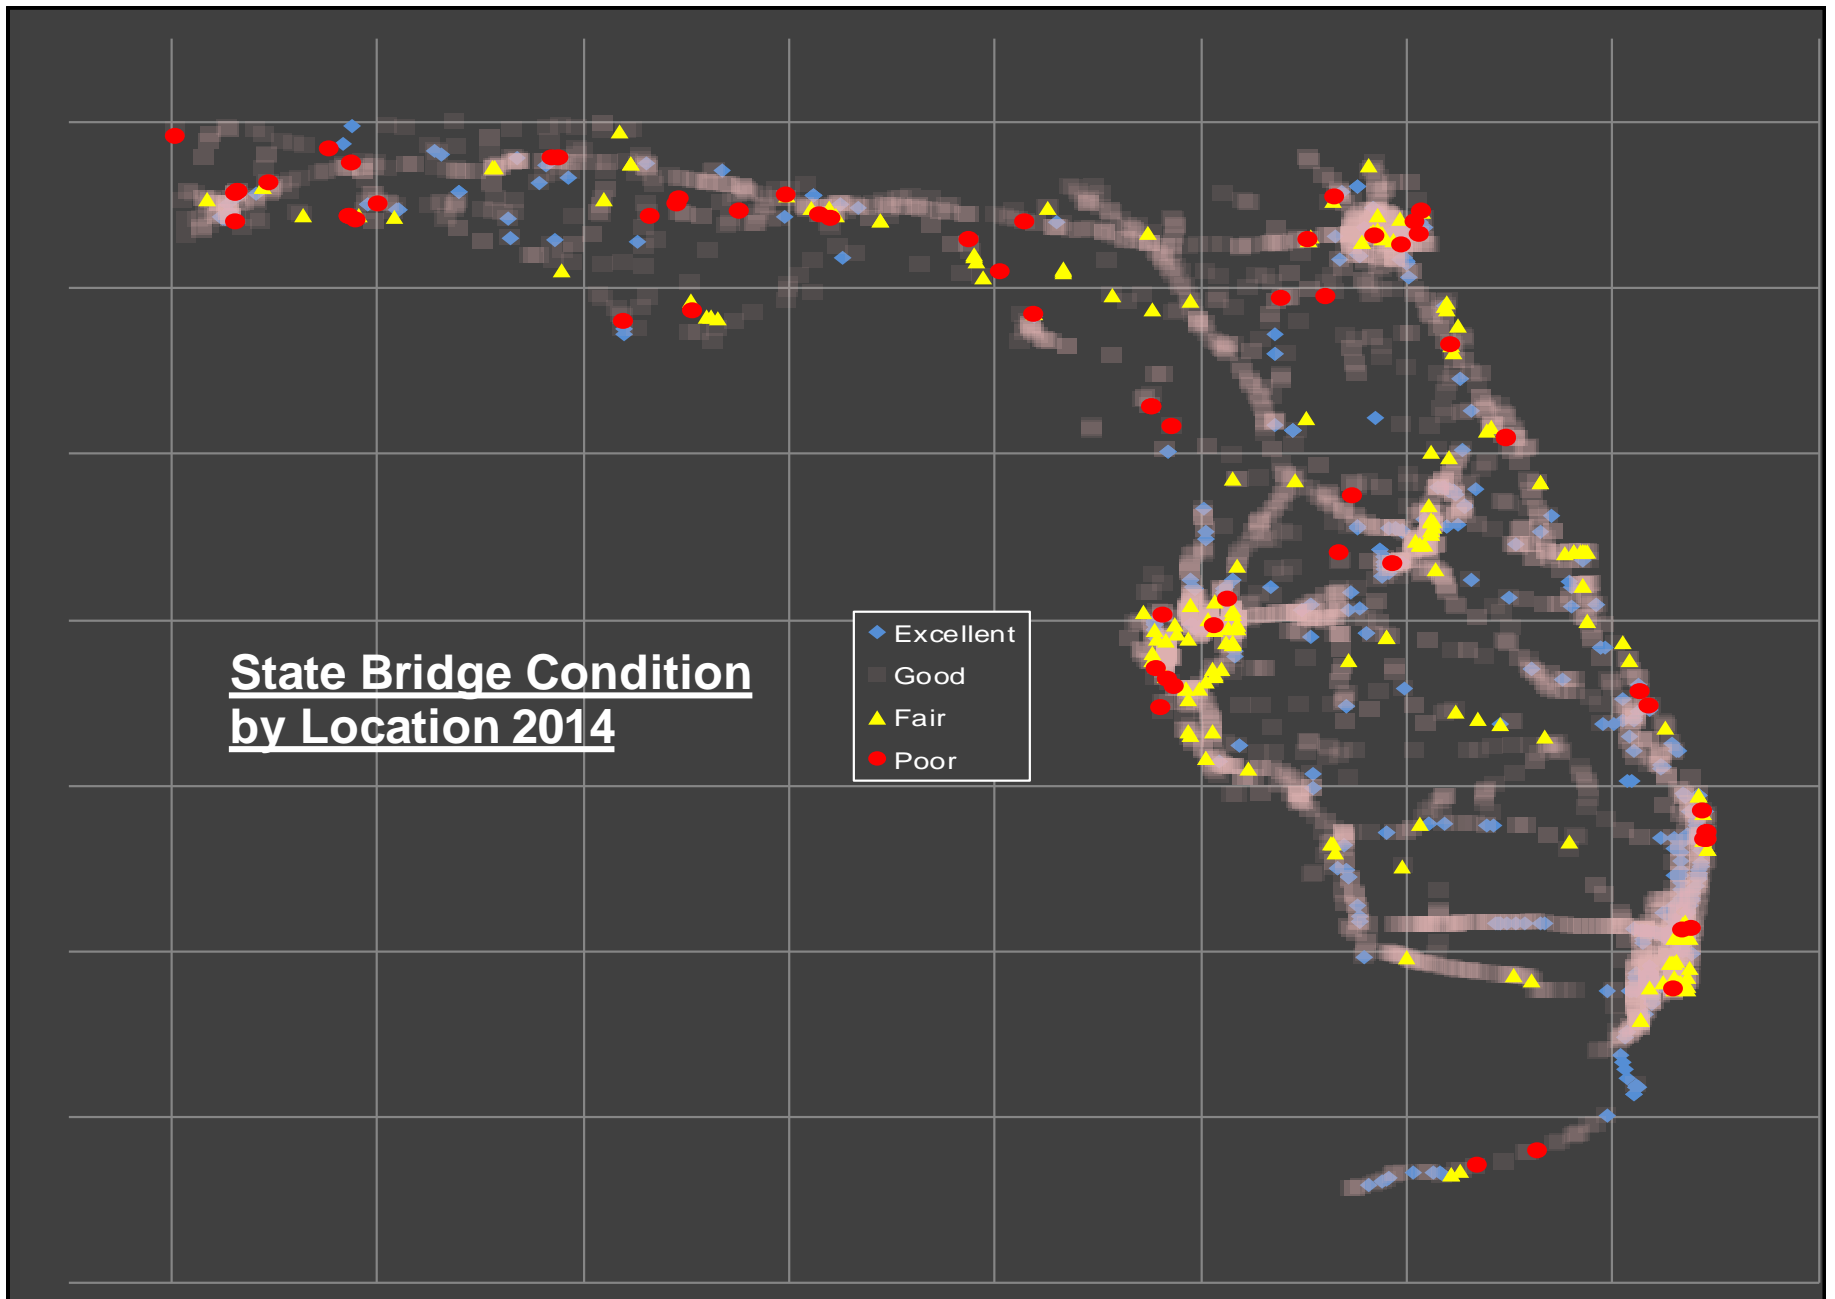 State Bridge Condition
by Location 2014
Excellent
Good
Fair
Poor